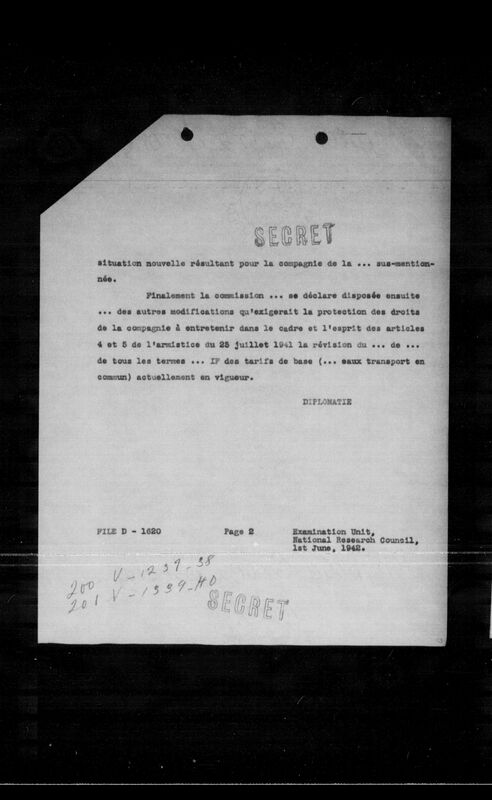 SECRET
situation nouvelle résultant pour la compagnie de la ... sus-mention-
née.
Finalement la commission ... se déclare disposée ensuite
... des autres modifications qu'exigerait la protection des droits
de la compagnie à entretenir dans le cadre et l'esprit des articles
4 et 5 de l'armistice du 25 juillet 1941 la révision du ... de ...
de tous les termes ... IF des tarifs de base (... eaux transport en
commun) actuellement en vigueur.
DIPLOMATIE
FILE D - 1620 Page 2 Examination Unit,
National Research Council,
1st June, 1942.
200 V-1237-38
201 V-1339-40
SECRET